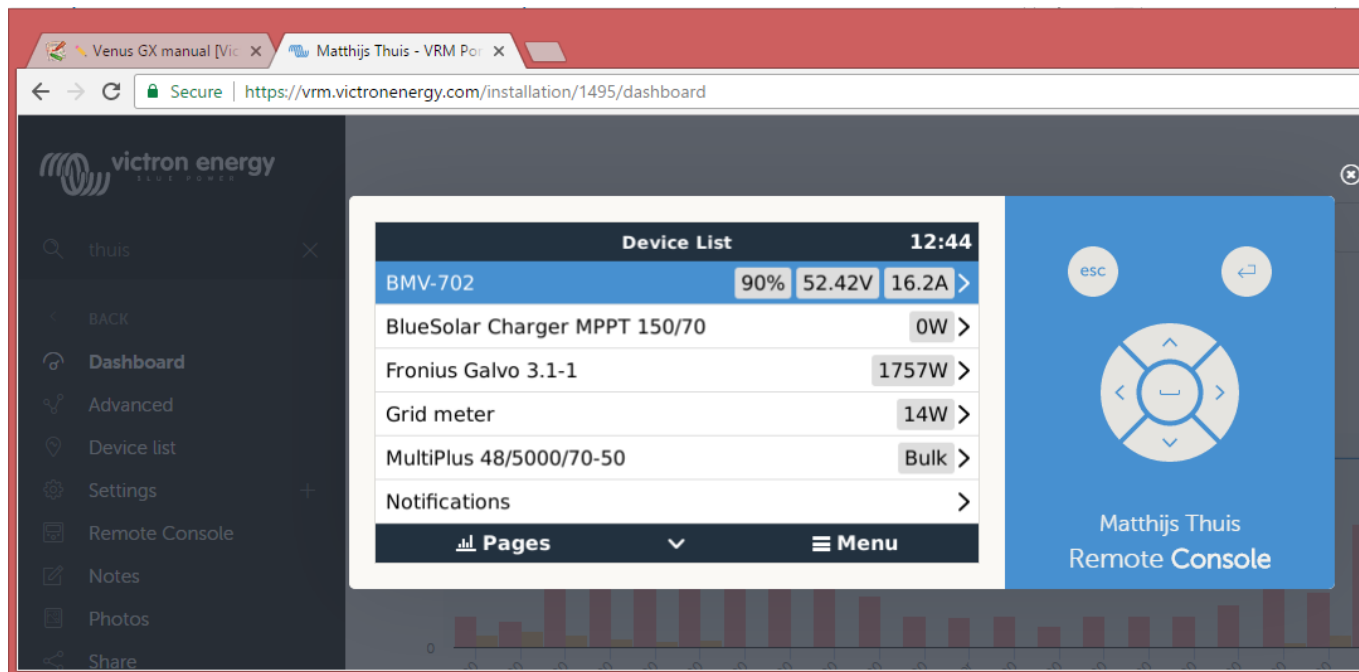 Venus GX manual [Vic
Matthijs Thuis - VRM Por
Secure | https://vrm.victronenergy.com/installation/1495/dashboard
victron energy
BLUE POWER
thuis
BACK
Dashboard
Advanced
Device list
Settings
Remote Console
Notes
Photos
Share
Device List 12:44
BMV-702 90% 52.42V 16.2A
BlueSolar Charger MPPT 150/70 0W
Fronius Galvo 3.1-1 1757W
Grid meter 14W
MultiPlus 48/5000/70-50 Bulk
Notifications
Pages Menu
esc
Matthijs Thuis
Remote Console
0